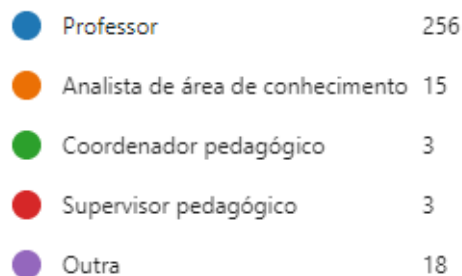 Professor 256
Analista de área de conhecimento 15
Coordenador pedagógico 3
Supervisor pedagógico 3
Outra 18